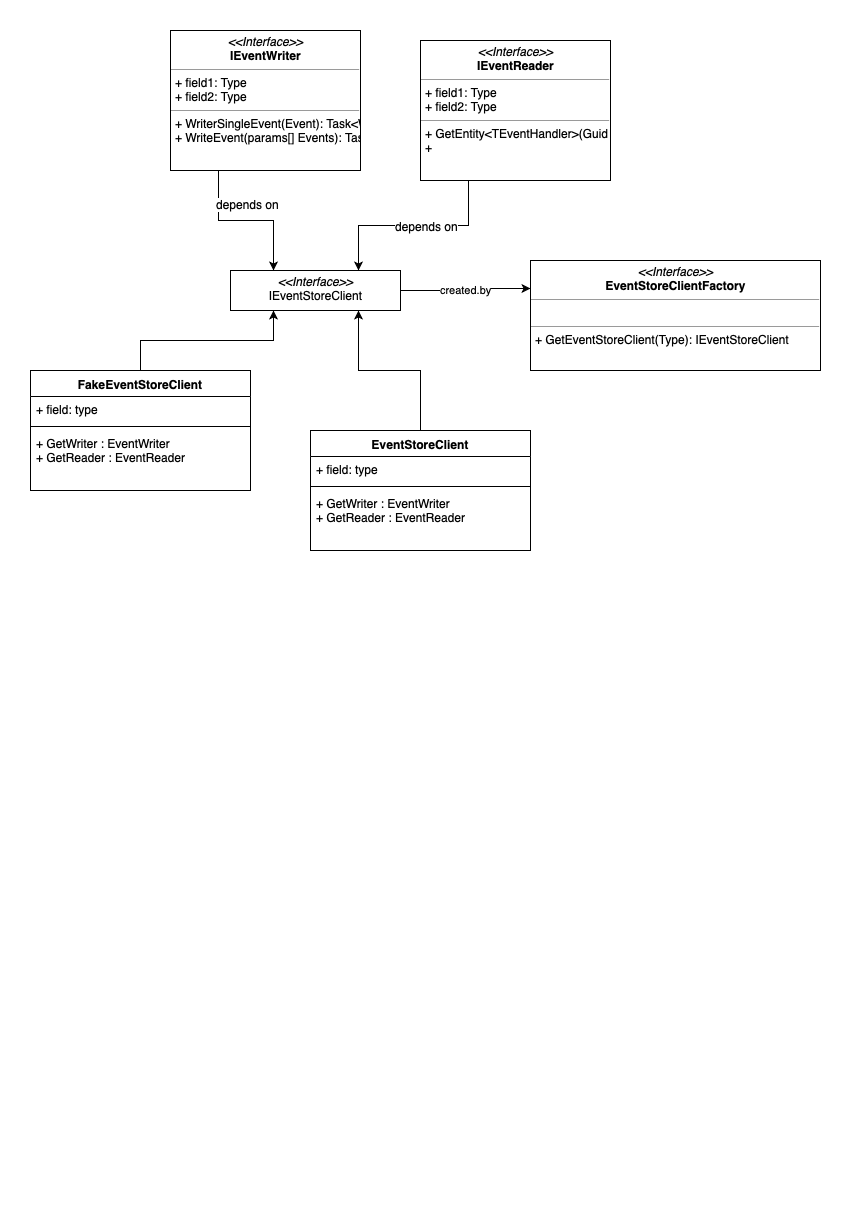 <<Interface>>
IEventWriter
+ field1: Type
+ field2: Type
+ WriterSingleEvent(Event): Task<
+ WriteEvent(params[] Events): Tas
<<Interface>>
IEventReader
+ field1: Type
+ field2: Type
+ GetEntity<TEventHandler>(Guid
+
depends on
depends on
<<Interface>>
IEventStoreClient
created.by
<<Interface>>
EventStoreClientFactory
+ GetEventStoreClient(Type): IEventStoreClient
FakeEventStoreClient
+ field: type
+ GetWriter : EventWriter
+ GetReader : EventReader
EventStoreClient
+ field: type
+ GetWriter : EventWriter
+ GetReader : EventReader